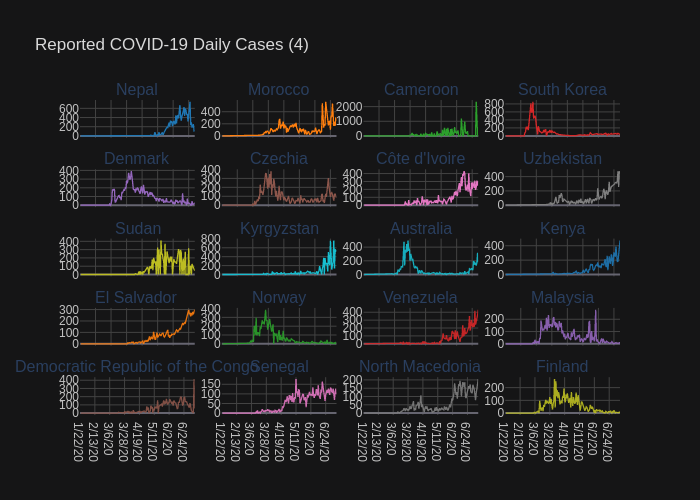 Reported COVID-19 Daily Cases (4)
Nepal Morocco Cameroon South Korea
600 400 200 0
400 200 0
2000 1000 0
800 600 400 200 0
Denmark Czechia Côte d'Ivoire Uzbekistan
400 300 200 100 0
400 300 200 100 0
400 300 200 100 0
400 200 0
Sudan Kyrgyzstan Australia Kenya
400 300 200 100 0
800 600 400 200 0
400 200 0
400 200 0
El Salvador Norway Venezuela Malaysia
300 200 100 0
400 300 200 100 0
400 300 200 100 0
200 100 0
Democratic Republic of the Congo Senegal North Macedonia Finland
400 300 200 100 0
150 100 50 0
200 150 100 50 0
200 100 0
1/22/20 2/13/20 3/6/20 3/28/20 4/19/20 5/11/20 6/2/20 6/24/20
1/22/20 2/13/20 3/6/20 3/28/20 4/19/20 5/11/20 6/2/20 6/24/20
1/22/20 2/13/20 3/6/20 3/28/20 4/19/20 5/11/20 6/2/20 6/24/20
1/22/20 2/13/20 3/6/20 3/28/20 4/19/20 5/11/20 6/2/20 6/24/20